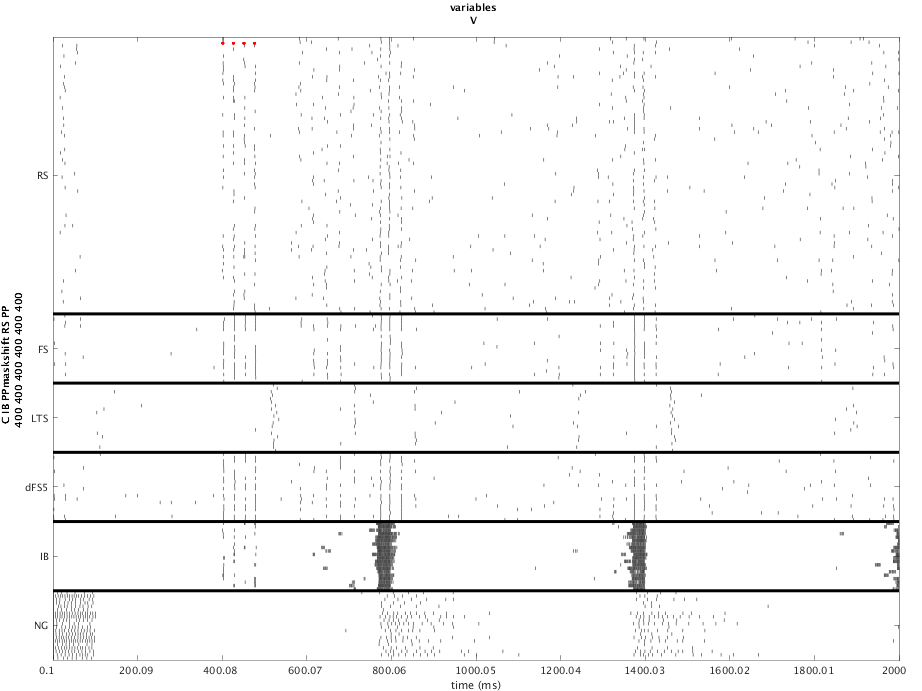 variables
V
RS
FS
LTS
dFS5
IB
NG
C IB PPmaskshift RS PP
400 400 400 400 400 400
0.1 200.09 400.08 600.07 800.06 1000.05 1200.04 1400.03 1600.02 1800.01 2000
time (ms)